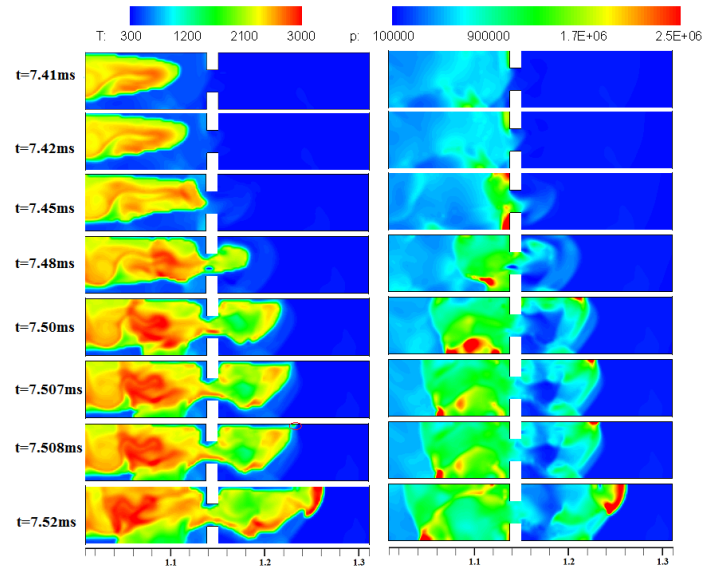 T: 300 1200 2100 3000 p: 100000 900000 1.7E+06 2.5E+06
t=7.41ms
t=7.42ms
t=7.45ms
t=7.48ms
t=7.50ms
t=7.507ms
t=7.508ms
t=7.52ms
1.1 1.2 1.3 1.1 1.2 1.3